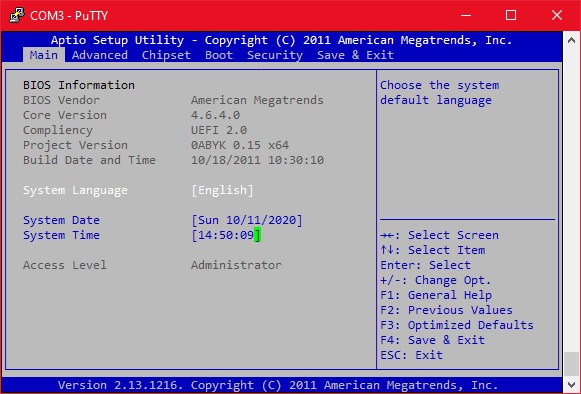 COM3 - PuTTY
Aptio Setup Utility - Copyright (C) 2011 American Megatrends, Inc.
Main Advanced Chipset Boot Security Save & Exit
BIOS Information
BIOS Vendor American Megatrends
Core Version 4.6.4.0
Compliency UEFI 2.0
Project Version 0ABYK 0.15 x64
Build Date and Time 10/18/2011 10:30:10
System Language [English]
System Date [Sun 10/11/2020]
System Time [14:50:09]
Access Level Administrator
Choose the system
default language
→←: Select Screen
↑↓: Select Item
Enter: Select
+/-: Change Opt.
F1: General Help
F2: Previous Values
F3: Optimized Defaults
F4: Save & Exit
ESC: Exit
Version 2.13.1216. Copyright (C) 2011 American Megatrends, Inc.